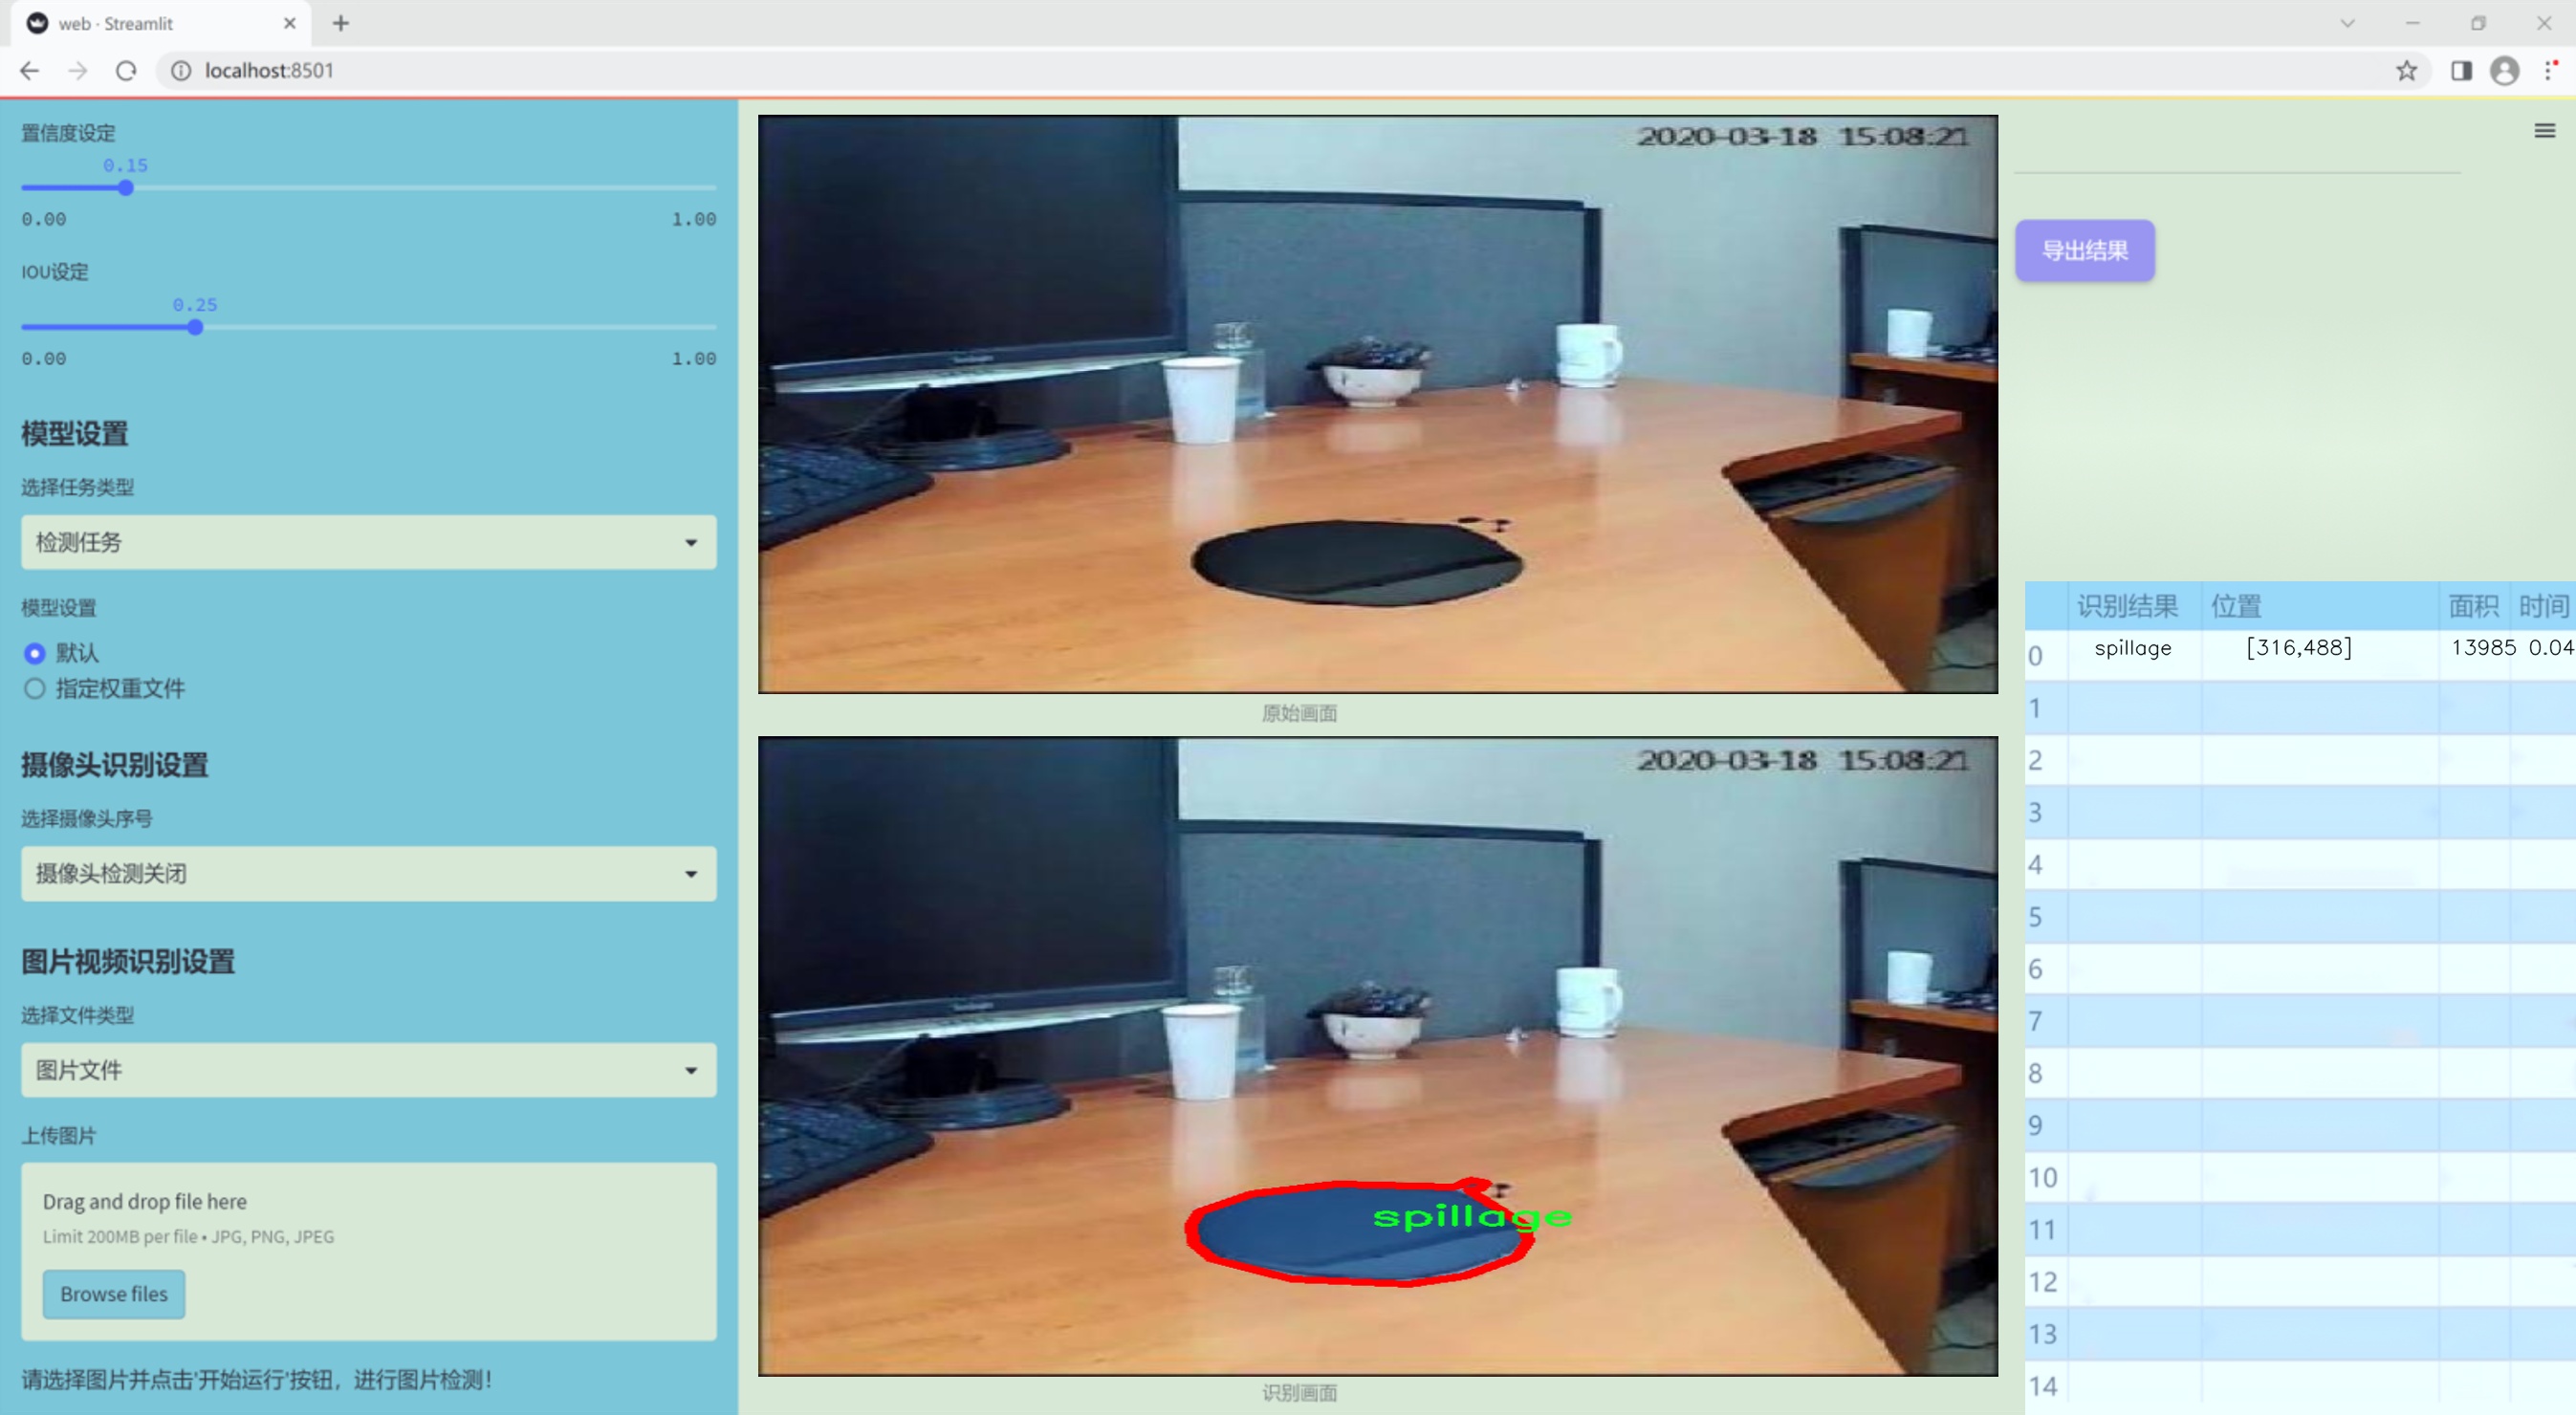 web · Streamlit
localhost:8501
置信度设定
0.15
0.00 1.00
IOU设定
0.25
0.00 1.00
模型设置
选择任务类型
检测任务
模型设置
默认
指定权重文件
摄像头识别设置
选择摄像头序号
摄像头检测关闭
图片视频识别设置
选择文件类型
图片文件
上传图片
Drag and drop file here
Limit 200MB per file • JPG, PNG, JPEG
Browse files
请选择图片并点击'开始运行'按钮，进行图片检测！
2020-03-18 15:08:21
原始画面
2020-03-18 15:08:21
spillage
识别画面
导出结果
识别结果 位置 面积 时间
0 spillage [316,488] 13985 0.04
1
2
3
4
5
6
7
8
9
10
11
12
13
14